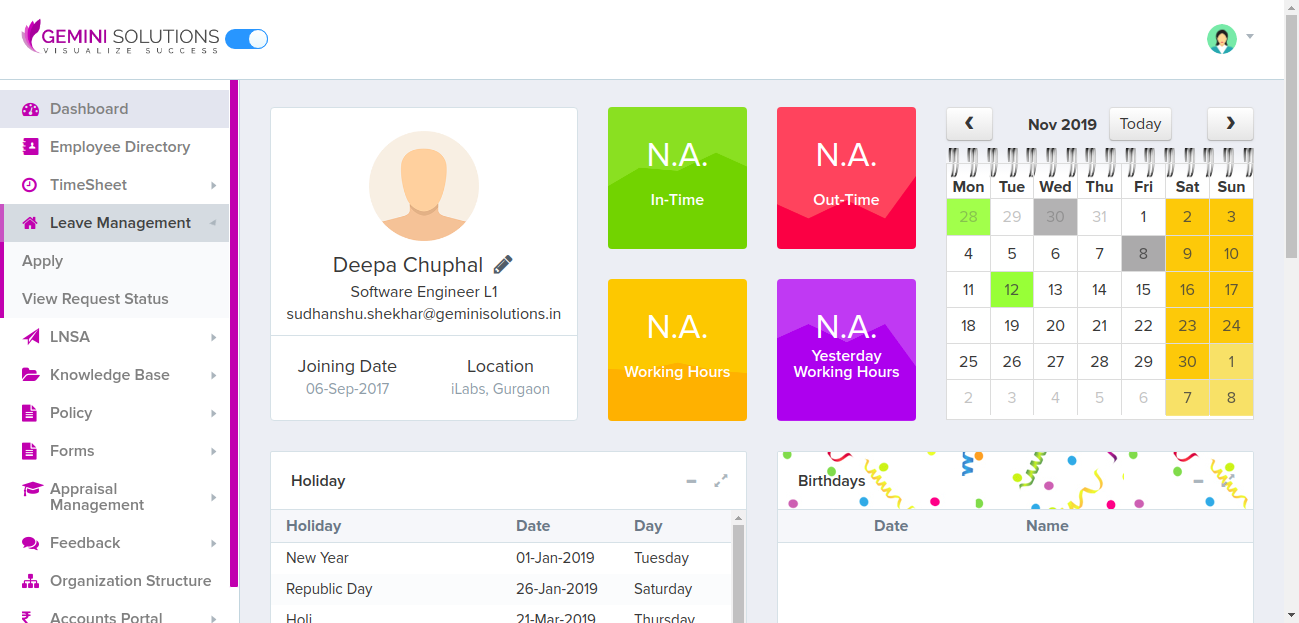 GEMINI SOLUTIONS
VISUALIZE SUCCESS
Dashboard
Employee Directory
TimeSheet
Leave Management
Apply
View Request Status
LNSA
Knowledge Base
Policy
Forms
Appraisal
Management
Feedback
Organization Structure
Accounts Portal
Deepa Chuphal
Software Engineer L1
sudhanshu.shekhar@geminisolutions.in
Joining Date Location
06-Sep-2017 iLabs, Gurgaon
N.A.
In-Time
N.A.
Out-Time
N.A.
Working Hours
N.A.
Yesterday
Working Hours
Nov 2019 Today
Mon Tue Wed Thu Fri Sat Sun
28 29 30 31 1 2 3
4 5 6 7 8 9 10
11 12 13 14 15 16 17
18 19 20 21 22 23 24
25 26 27 28 29 30 1
2 3 4 5 6 7 8
Holiday
Holiday Date Day
New Year 01-Jan-2019 Tuesday
Republic Day 26-Jan-2019 Saturday
Holi 21-Mar-2019 Thursday
Birthdays
Date Name